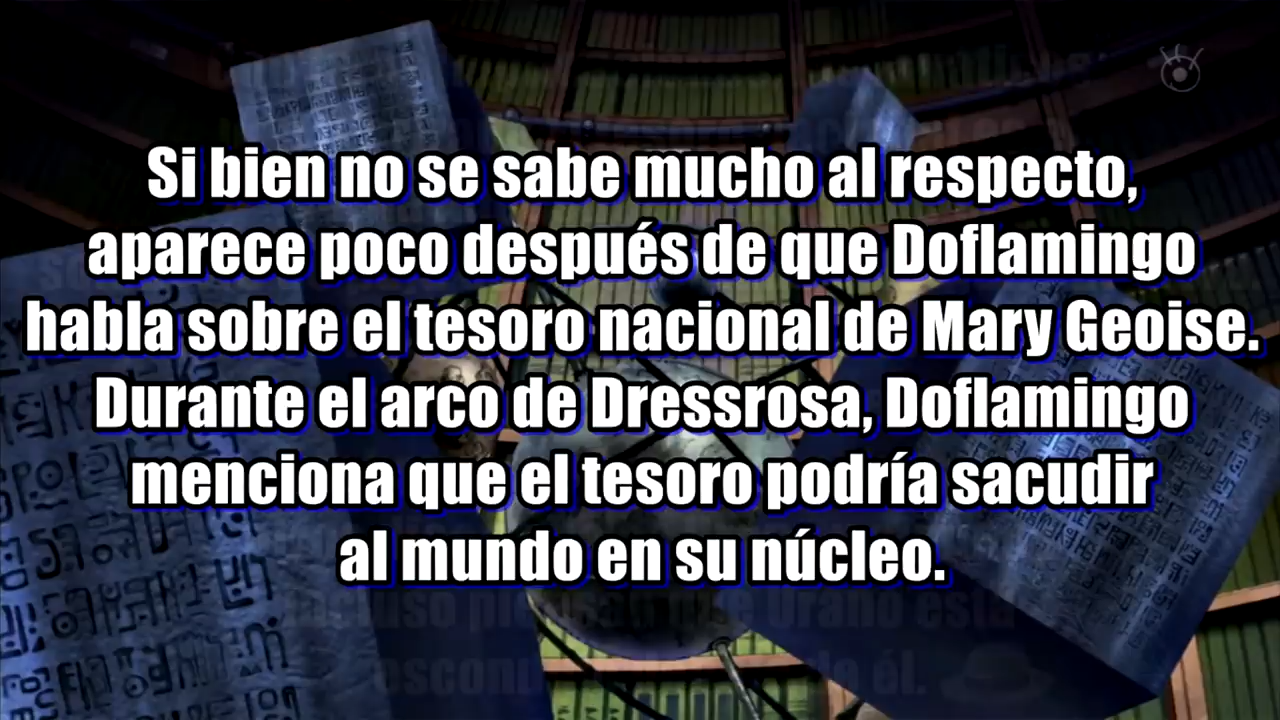 Si bien no se sabe mucho al respecto,
aparece poco después de que Doflamingo
habla sobre el tesoro nacional de Mary Geoise.
Durante el arco de Dressrosa, Doflamingo
menciona que el tesoro podría sacudir
al mundo en su núcleo.